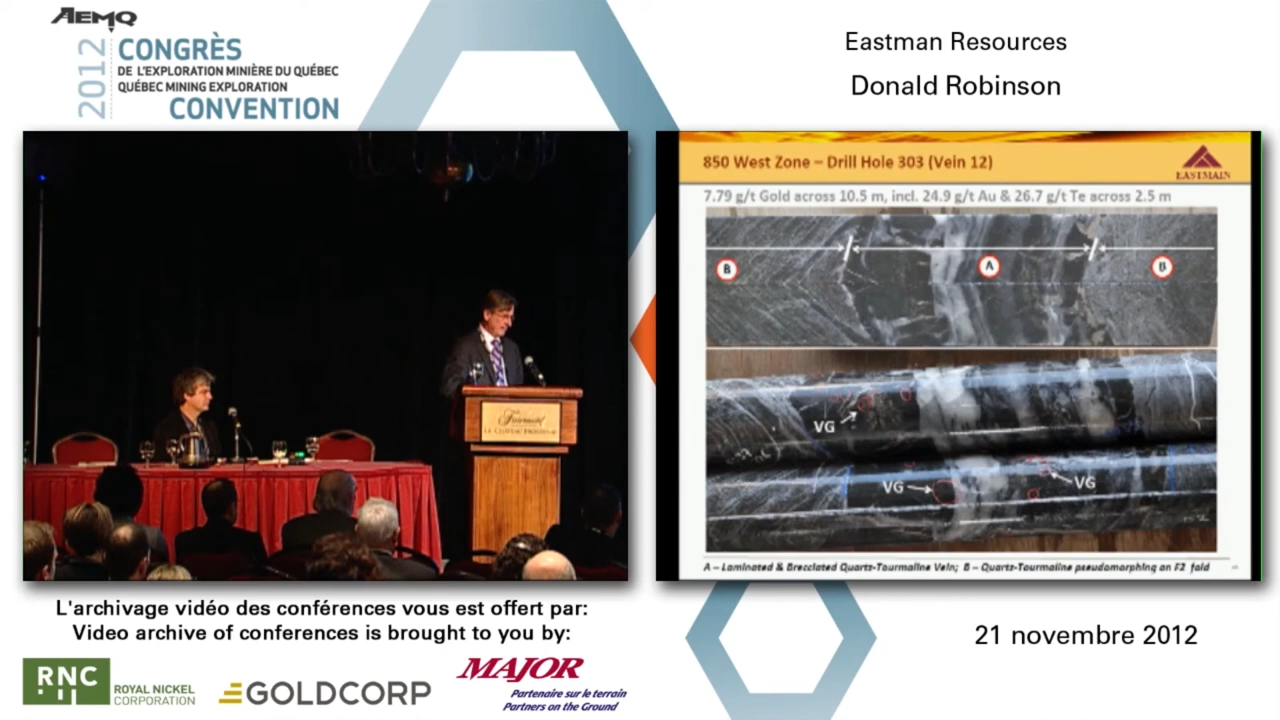 AEMQ
2012
CONGRÈS
DE L'EXPLORATION MINIÈRE DU QUÉBEC
QUÉBEC MINING EXPLORATION
CONVENTION
Eastman Resources
Donald Robinson
850 West Zone – Drill Hole 303 (Vein 12)
EASTMAIN
7.79 g/t Gold across 10.5 m, incl. 24.9 g/t Au & 26.7 g/t Te across 2.5 m
B
A
B
VG
VG
VG
A – Laminated & Brecciated Quartz-Tourmaline Vein; B – Quartz-Tourmaline pseudomorphing an F2 fold
Fairmont
LE CHÂTEAU FRONTENAC
L'archivage vidéo des conférences vous est offert par:
Video archive of conferences is brought to you by:
21 novembre 2012
RNC
ROYAL NICKEL
CORPORATION
GOLDCORP
MAJOR
Partenaire sur le terrain
Partners on the Ground